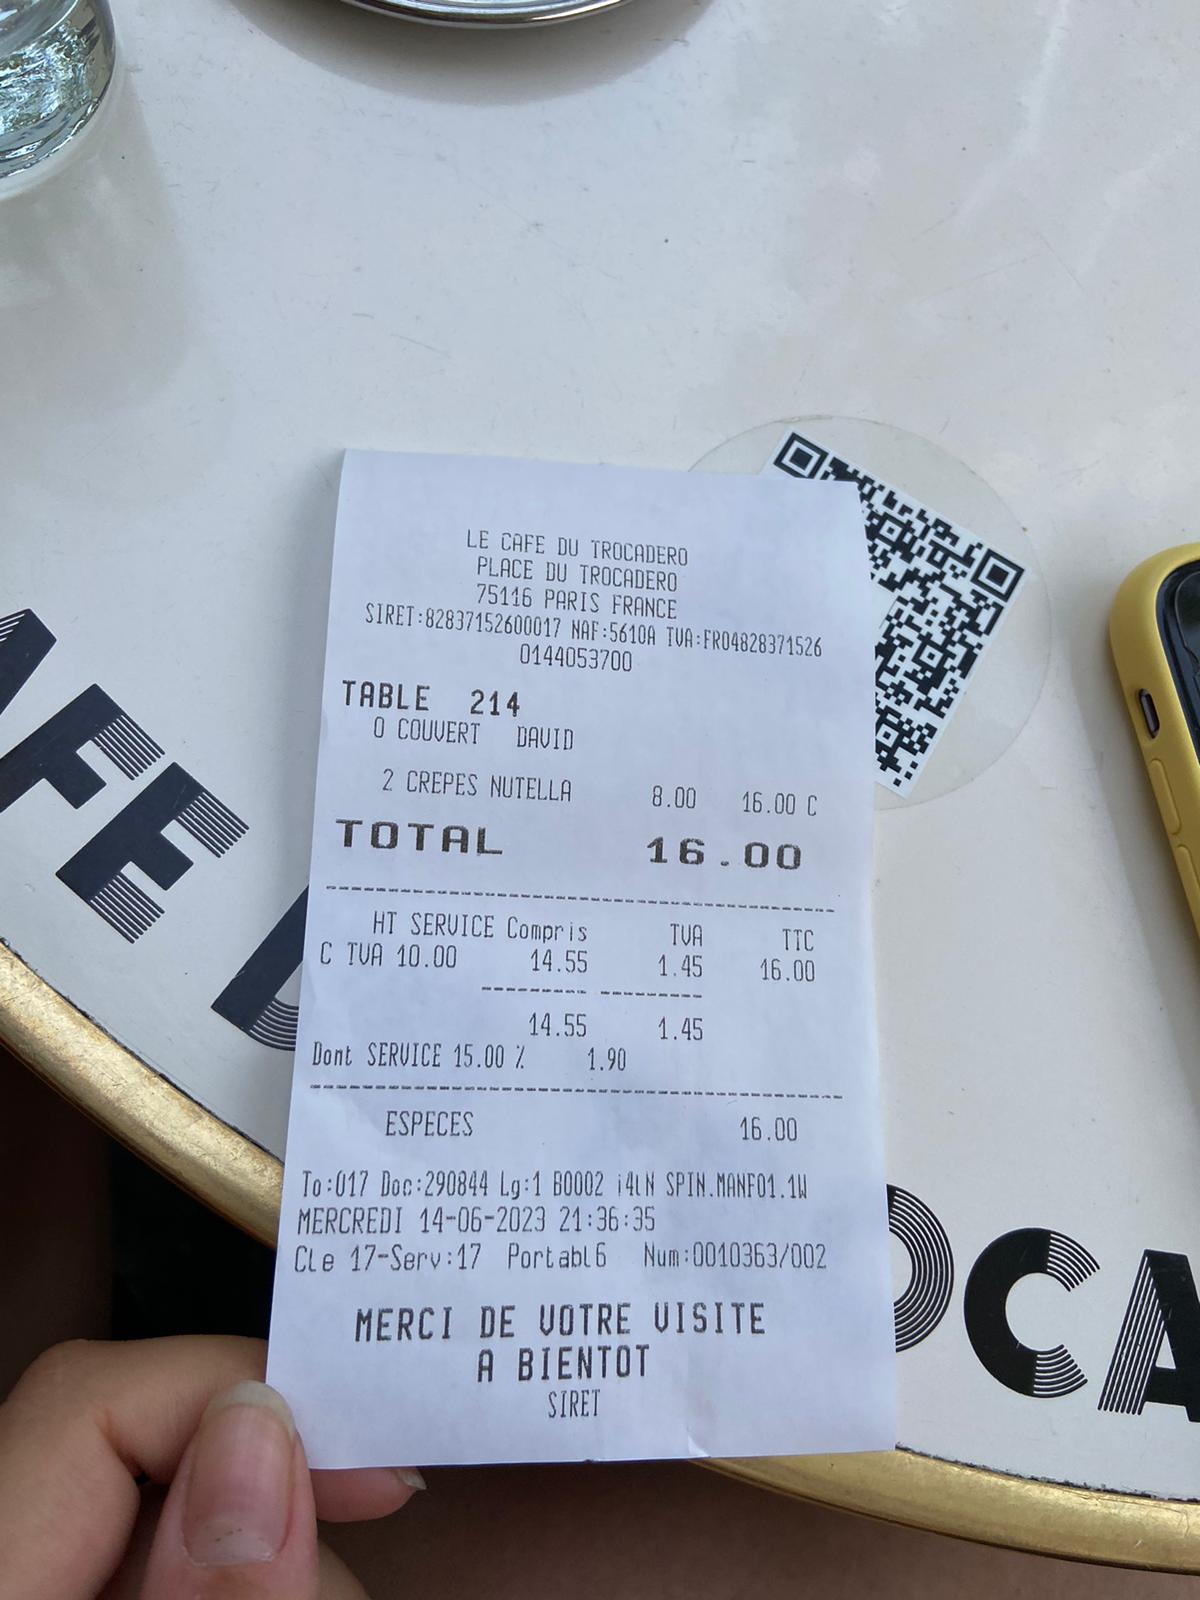 LE CAFE DU TROCADERO
PLACE DU TROCADERO
75116 PARIS FRANCE
SIRET:82837152600017 NAF:5610A TVA:FR04828371526
0144053700
TABLE 214
0 COUVERT DAVID
2 CREPES NUTELLA 8.00 16.00 C
TOTAL 16.00
HT SERVICE Compris TVA TTC
C TVA 10.00 14.55 1.45 16.00
14.55 1.45
Dont SERVICE 15.00 % 1.90
ESPECES 16.00
To:017 Doc:290844 Lg:1 B0002 i4LN SPIN.MANF01.1W
MERCREDI 14-06-2023 21:36:35
Cle 17-Serv:17 Portabl6 Num:0010363/002
MERCI DE VOTRE VISITE
A BIENTOT
SIRET
AFE D
OCA